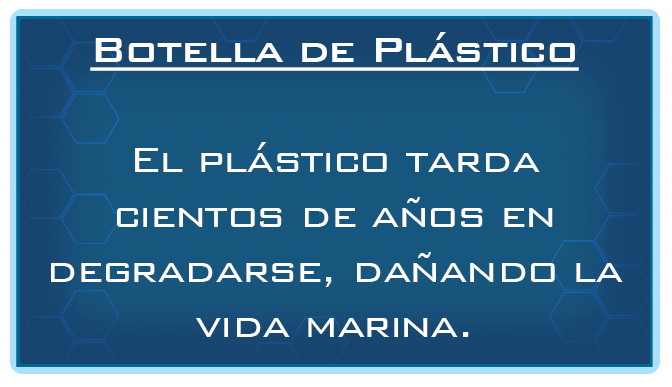 Botella de Plástico
El plástico tarda
cientos de años en
degradarse, dañando la
vida marina.